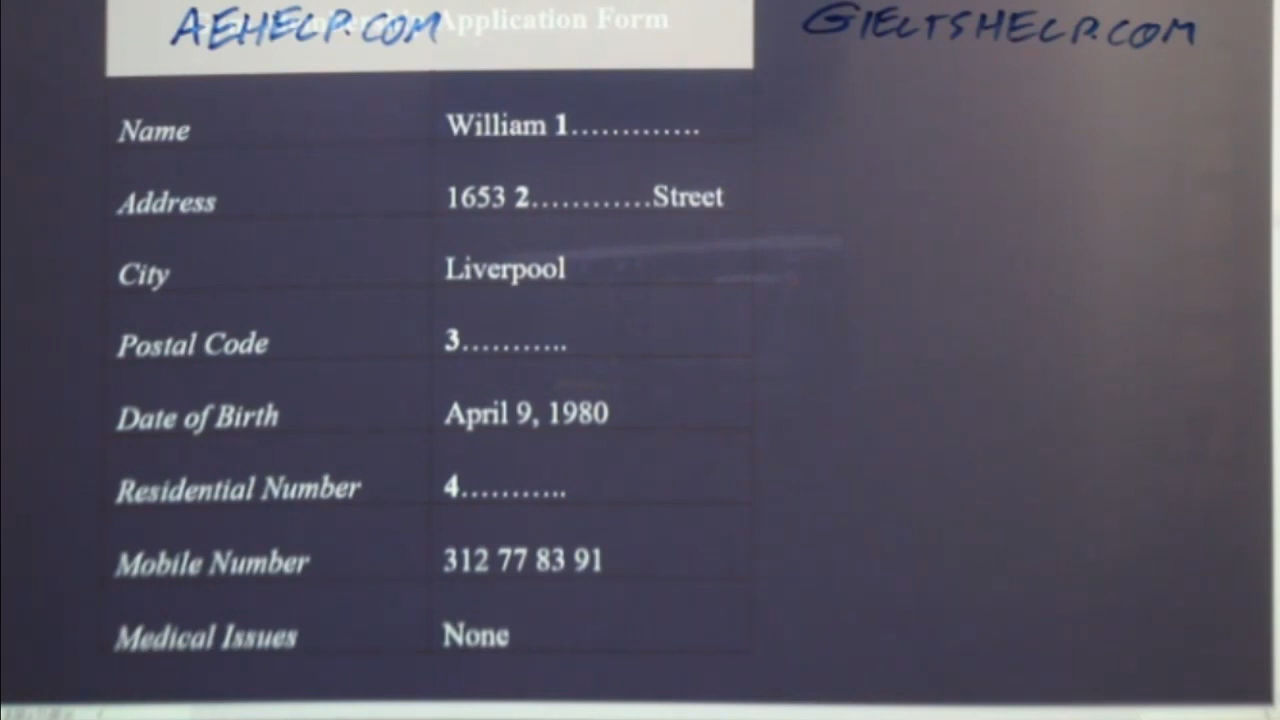 AEHELP.COM Application Form
GIELTSHELP.COM
Name William 1.............
Address 1653 2............Street
City Liverpool
Postal Code 3...........
Date of Birth April 9, 1980
Residential Number 4...........
Mobile Number 312 77 83 91
Medical Issues None